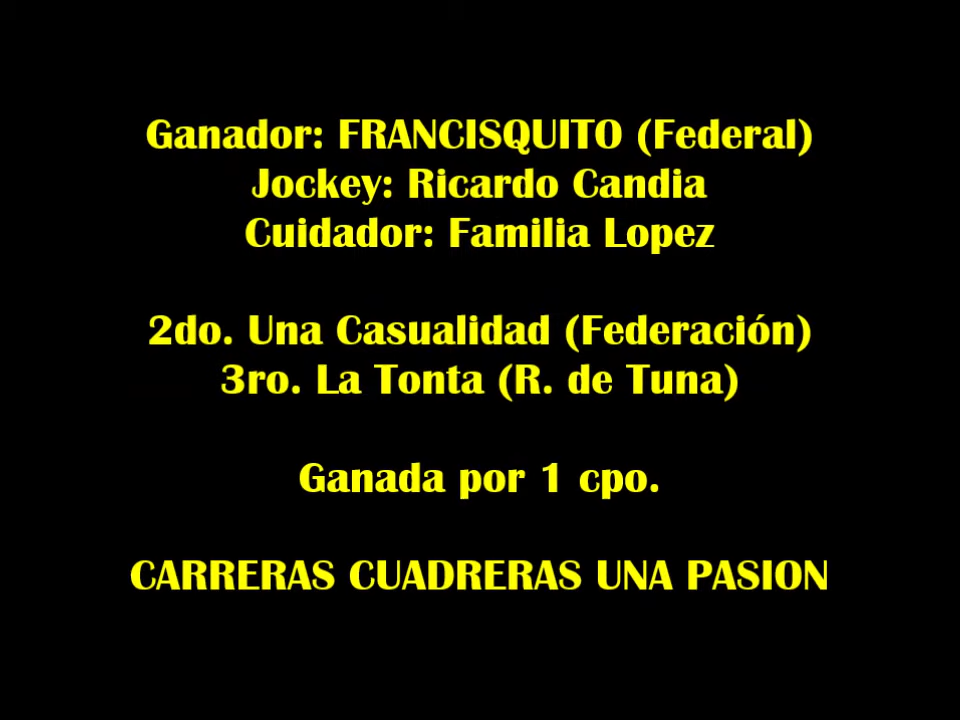 Ganador: FRANCISQUITO (Federal)
Jockey: Ricardo Candia
Cuidador: Familia Lopez
2do. Una Casualidad (Federación)
3ro. La Tonta (R. de Tuna)
Ganada por 1 cpo.
CARRERAS CUADRERAS UNA PASION